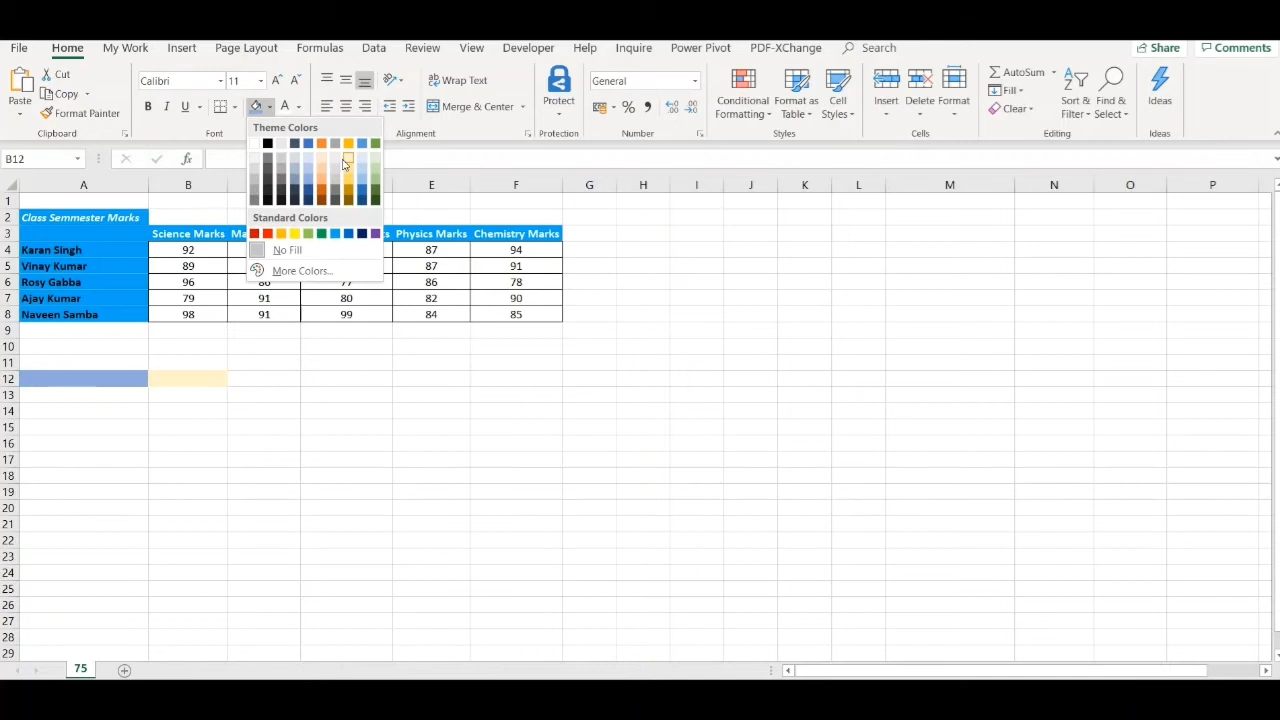 File Home My Work Insert Page Layout Formulas Data Review View Developer Help Inquire Power Pivot PDF-XChange Search Share Comments
Paste Cut Copy Format Painter Clipboard
Calibri 11 B I U A Font
Wrap Text Merge & Center Alignment
Protect Protection
General % Number
Conditional Formatting Format as Table Cell Styles Styles
Insert Delete Format Cells
AutoSum Fill Clear Sort & Filter Find & Select Editing
Ideas Ideas
Theme Colors
Standard Colors
No Fill
More Colors...
B12 fx
A B E F G H I J K L M N O P
1
2 Class Semmester Marks
3 Science Marks Physics Marks Chemistry Marks
4 Karan Singh 92 87 94
5 Vinay Kumar 89 87 91
6 Rosy Gabba 96 86 78
7 Ajay Kumar 79 91 80 82 90
8 Naveen Samba 98 91 99 84 85
9
10
11
12
13
14
15
16
17
18
19
20
21
22
23
24
25
26
27
28
29
75